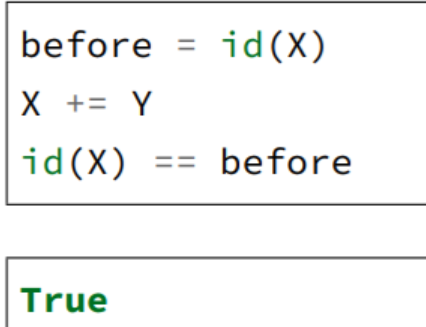 before = id(X)
X += Y
id(X) == before
True